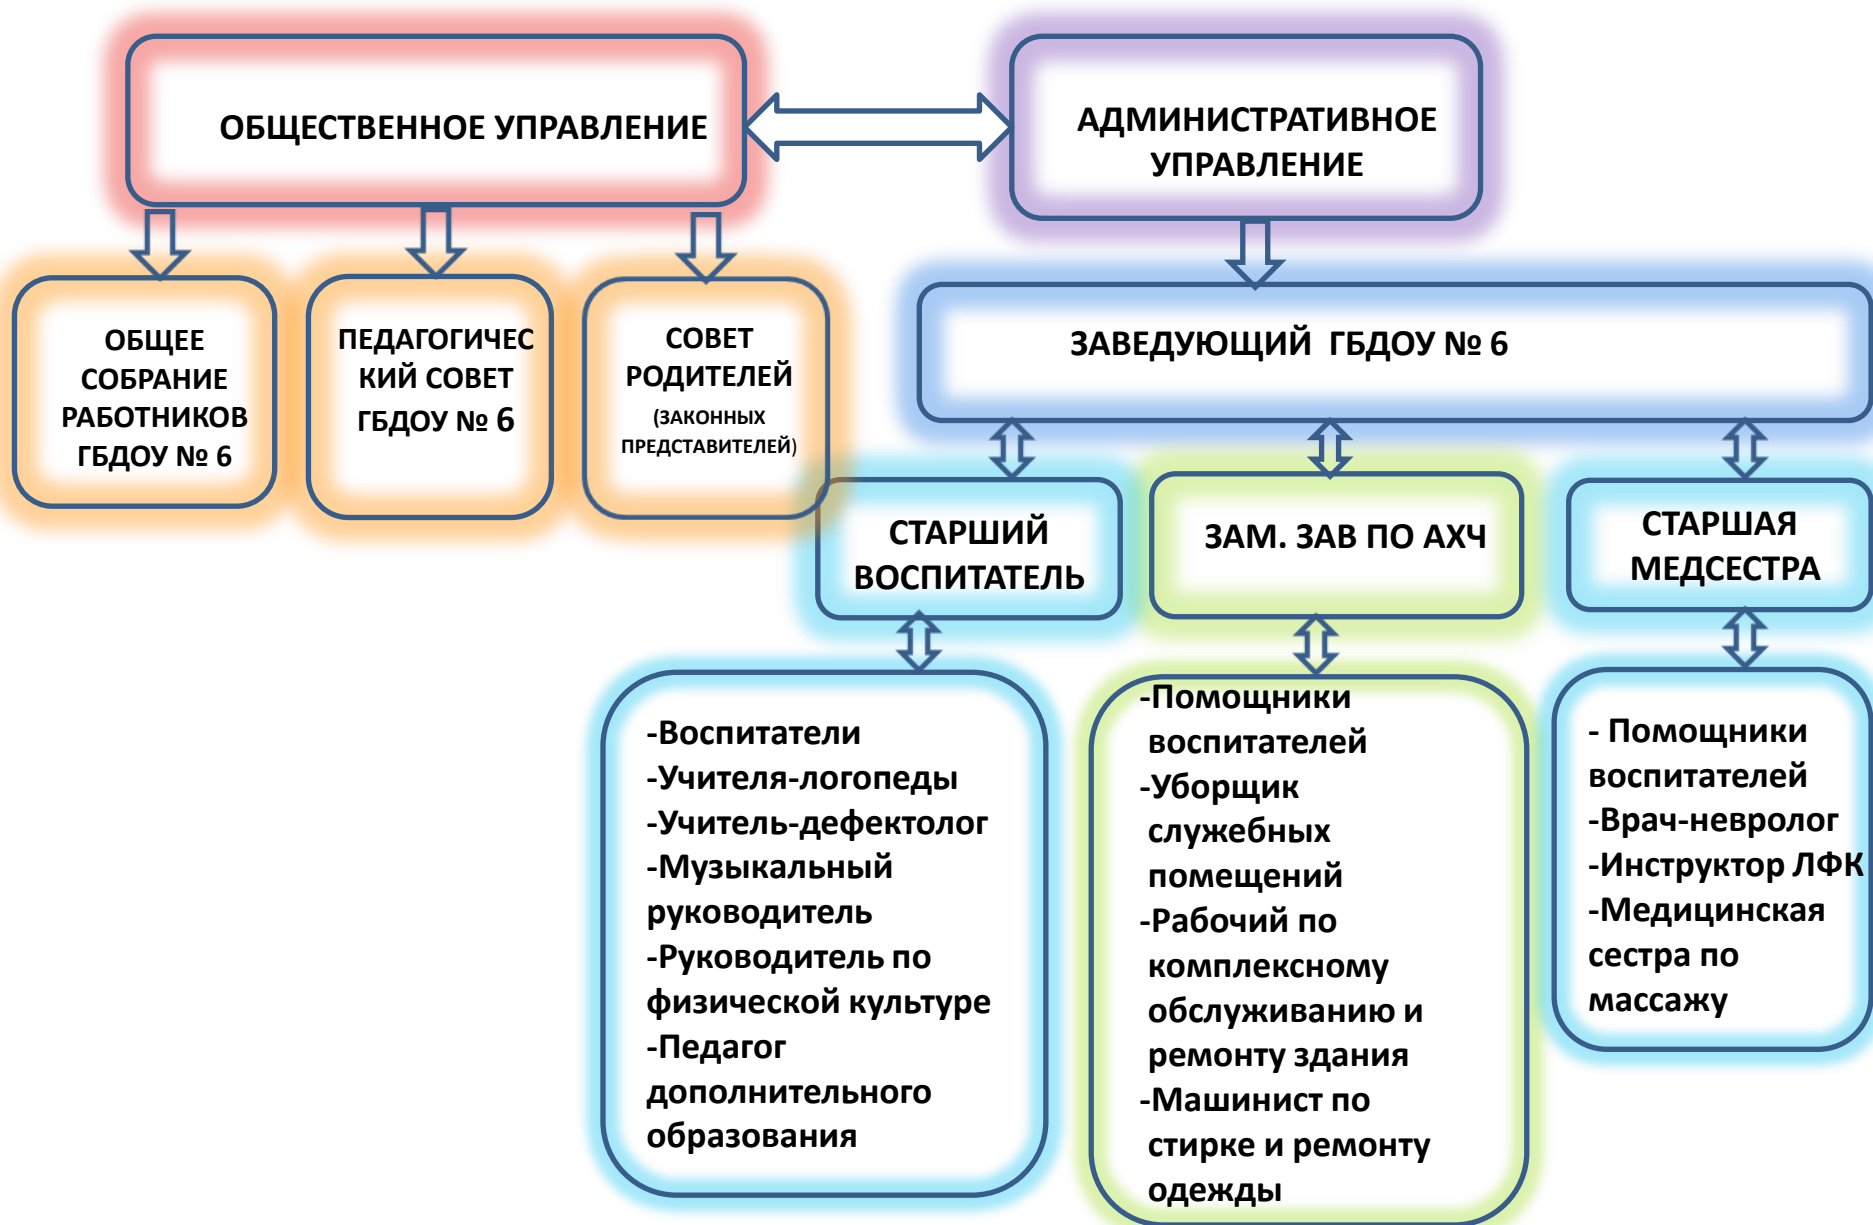 ОБЩЕСТВЕННОЕ УПРАВЛЕНИЕ
АДМИНИСТРАТИВНОЕ
УПРАВЛЕНИЕ
ОБЩЕЕ
СОБРАНИЕ
РАБОТНИКОВ
ГБДОУ № 6
ПЕДАГОГИЧЕС
КИЙ СОВЕТ
ГБДОУ № 6
СОВЕТ
РОДИТЕЛЕЙ
(ЗАКОННЫХ
ПРЕДСТАВИТЕЛЕЙ)
ЗАВЕДУЮЩИЙ ГБДОУ № 6
СТАРШИЙ
ВОСПИТАТЕЛЬ
ЗАМ. ЗАВ ПО АХЧ
СТАРШАЯ
МЕДСЕСТРА
-Воспитатели
-Учителя-логопеды
-Учитель-дефектолог
-Музыкальный
руководитель
-Руководитель по
физической культуре
-Педагог
дополнительного
образования
-Помощники
воспитателей
-Уборщик
служебных
помещений
-Рабочий по
комплексному
обслуживанию и
ремонту здания
-Машинист по
стирке и ремонту
одежды
- Помощники
воспитателей
-Врач-невролог
-Инструктор ЛФК
-Медицинская
сестра по
массажу